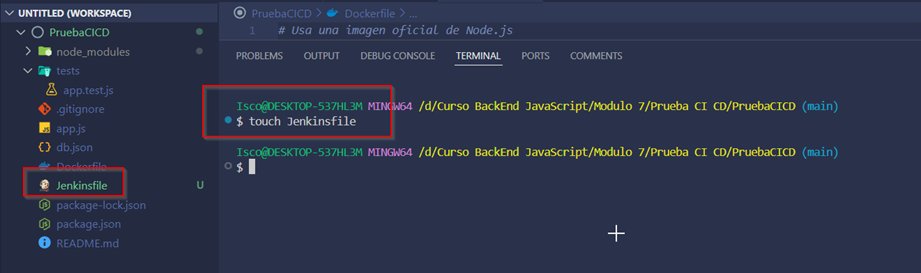 UNTITLED (WORKSPACE)
PruebaCICD
node_modules
tests
app.test.js
.gitignore
app.js
db.json
Dockerfile
Jenkinsfile U
package-lock.json
package.json
README.md
PruebaCICD > Dockerfile > ...
1 # Usa una imagen oficial de Node.js
PROBLEMS OUTPUT DEBUG CONSOLE TERMINAL PORTS COMMENTS
Isco@DESKTOP-537HL3M MINGW64 /d/Curso BackEnd JavaScript/Modulo 7/Prueba CI CD/PruebaCICD (main)
$ touch Jenkinsfile
Isco@DESKTOP-537HL3M MINGW64 /d/Curso BackEnd JavaScript/Modulo 7/Prueba CI CD/PruebaCICD (main)
$